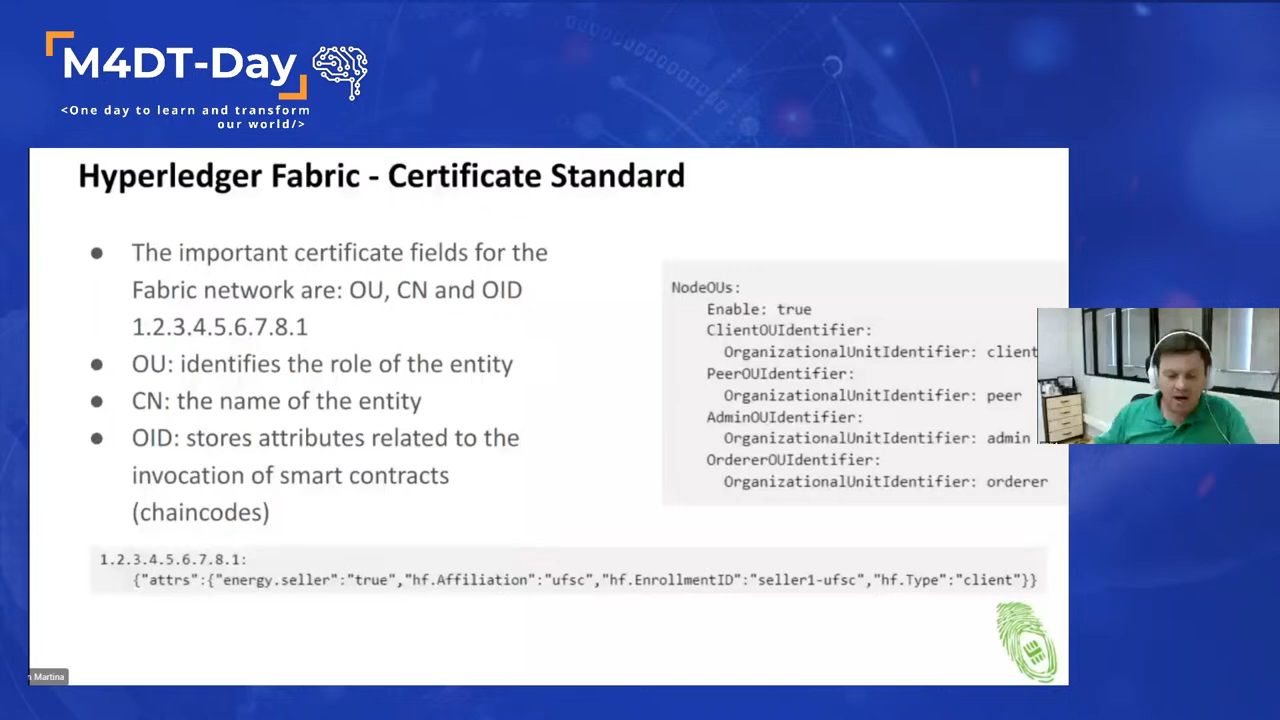 M4DT-Day
<One day to learn and transform
our world/>
Hyperledger Fabric - Certificate Standard
● The important certificate fields for the
Fabric network are: OU, CN and OID
1.2.3.4.5.6.7.8.1
● OU: identifies the role of the entity
● CN: the name of the entity
● OID: stores attributes related to the
invocation of smart contracts
(chaincodes)
NodeOUs:
Enable: true
ClientOUIdentifier:
OrganizationalUnitIdentifier: client
PeerOUIdentifier:
OrganizationalUnitIdentifier: peer
AdminOUIdentifier:
OrganizationalUnitIdentifier: admin
OrdererOUIdentifier:
OrganizationalUnitIdentifier: orderer
1.2.3.4.5.6.7.8.1:
{"attrs":{"energy.seller":"true","hf.Affiliation":"ufsc","hf.EnrollmentID":"seller1-ufsc","hf.Type":"client"}}
Martina